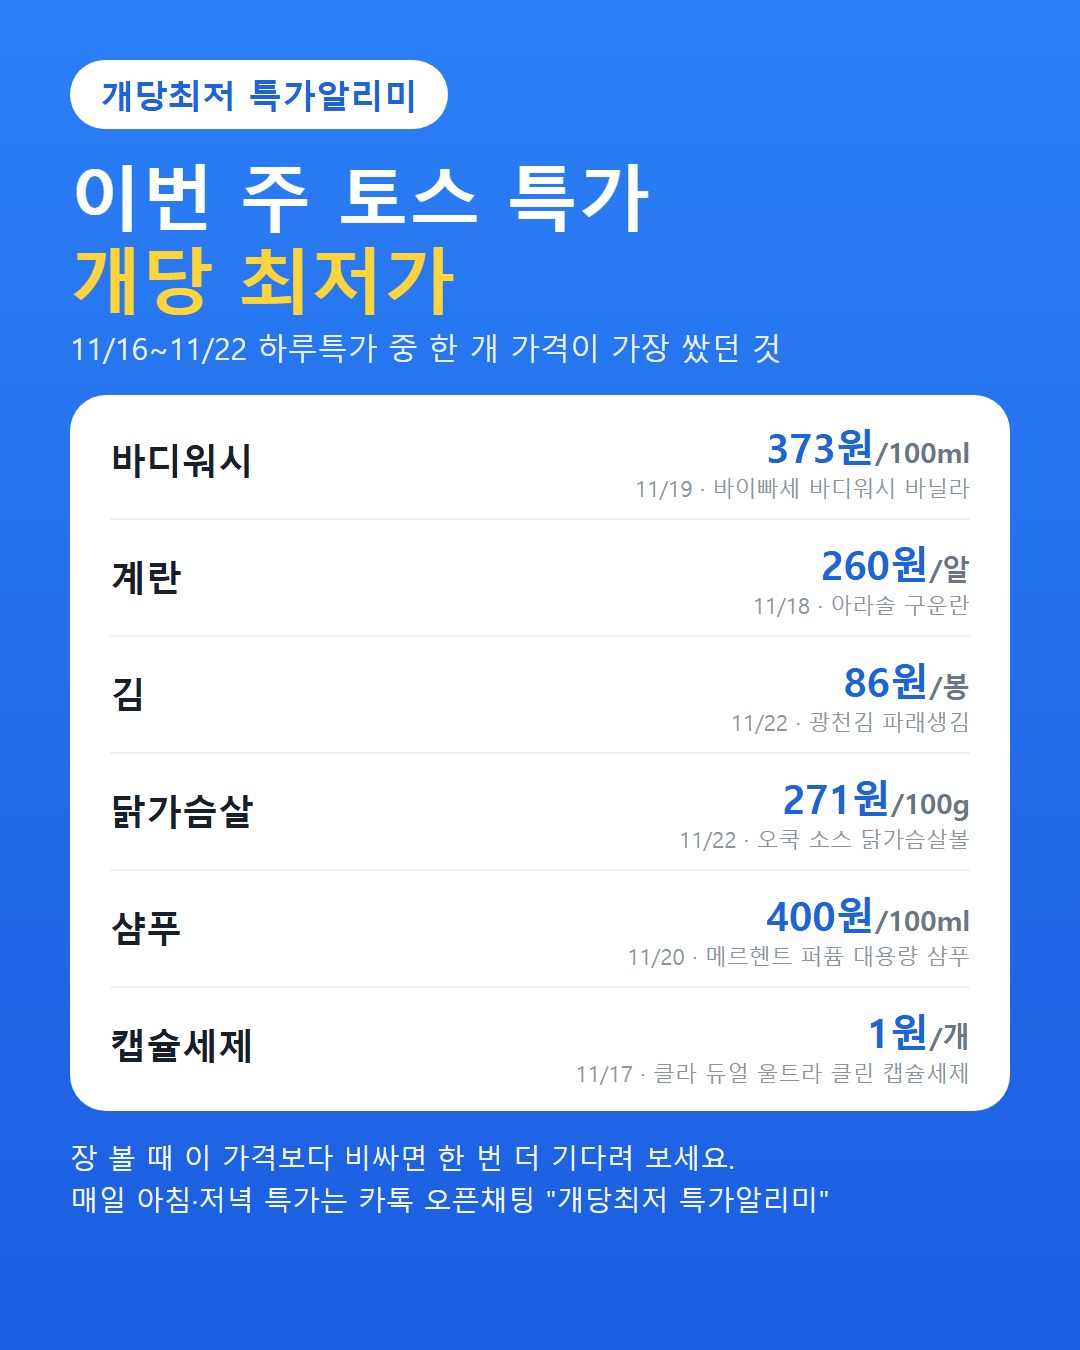 개당최저 특가알리미
이번 주 토스 특가
개당 최저가
11/16~11/22 하루특가 중 한 개 가격이 가장 쌌던 것
바디워시
373원/100ml
11/19 · 바이빠세 바디워시 바닐라
계란
260원/알
11/18 · 아라솔 구운란
김
86원/봉
11/22 · 광천김 파래생김
닭가슴살
271원/100g
11/22 · 오쿡 소스 닭가슴살볼
샴푸
400원/100ml
11/20 · 메르헨트 퍼퓸 대용량 샴푸
캡슐세제
1원/개
11/17 · 클라 듀얼 울트라 클린 캡슐세제
장 볼 때 이 가격보다 비싸면 한 번 더 기다려 보세요.
매일 아침·저녁 특가는 카톡 오픈채팅 "개당최저 특가알리미"